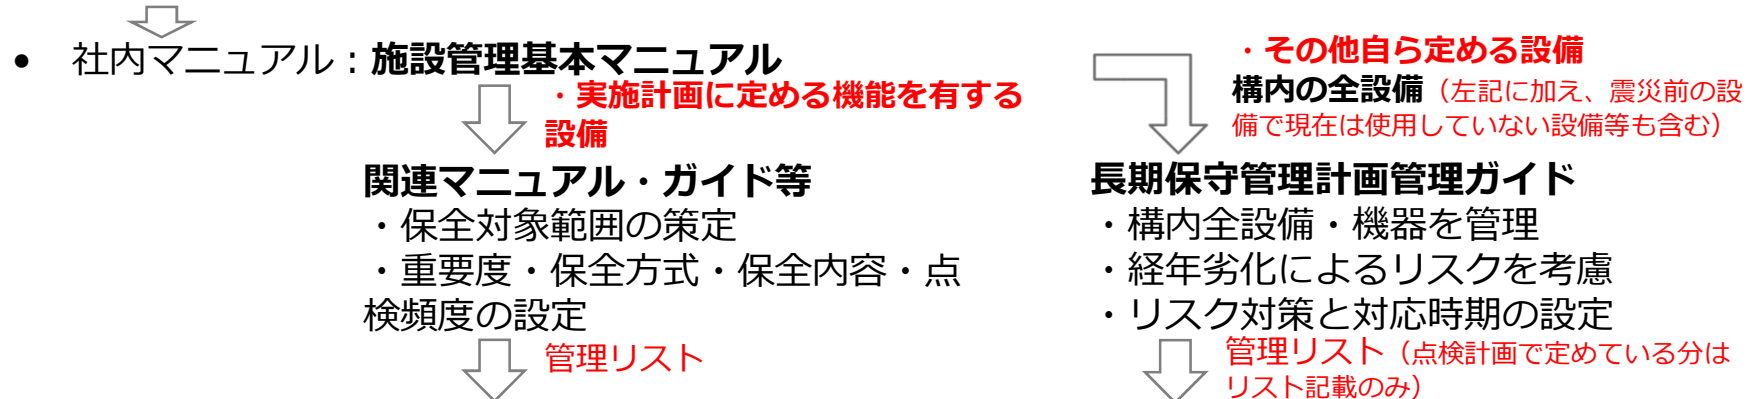 • 社内マニュアル：施設管理基本マニュアル
・実施計画に定める機能を有する
設備
関連マニュアル・ガイド等
・保全対象範囲の策定
・重要度・保全方式・保全内容・点
検頻度の設定
管理リスト
・その他自ら定める設備
構内の全設備（左記に加え、震災前の設
備で現在は使用していない設備等も含む）
長期保守管理計画管理ガイド
・構内全設備・機器を管理
・経年劣化によるリスクを考慮
・リスク対策と対応時期の設定
管理リスト（点検計画で定めている分は
リスト記載のみ）